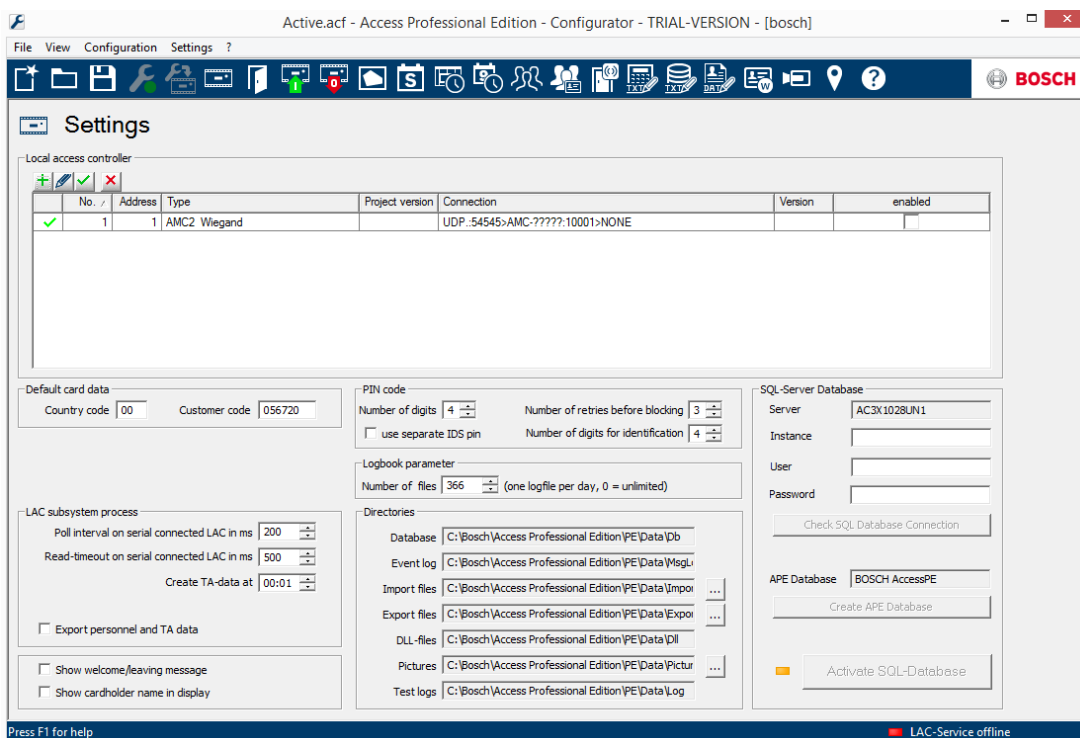 Active.acf - Access Professional Edition - Configurator - TRIAL-VERSION - [bosch]
File View Configuration Settings ?
BOSCH
Settings
Local access controller
No. Address Type Project version Connection Version enabled
1 1 AMC2 Wiegand UDP.:54545>AMC-?????:10001>NONE
Default card data
Country code 00 Customer code 056720
PIN code
Number of digits 4 Number of retries before blocking 3
use separate IDS pin Number of digits for identification 4
Logbook parameter
Number of files 366 (one logfile per day, 0 = unlimited)
LAC subsystem process
Poll interval on serial connected LAC in ms 200
Read-timeout on serial connected LAC in ms 500
Create TA-data at 00:01
Export personnel and TA data
Show welcome/leaving message
Show cardholder name in display
Directories
Database C:\Bosch\Access Professional Edition\PE\Data\Db
Event log C:\Bosch\Access Professional Edition\PE\Data\MsgL
Import files C:\Bosch\Access Professional Edition\PE\Data\Impor
Export files C:\Bosch\Access Professional Edition\PE\Data\Expor
DLL-files C:\Bosch\Access Professional Edition\PE\Data\Dll
Pictures C:\Bosch\Access Professional Edition\PE\Data\Pictur
Test logs C:\Bosch\Access Professional Edition\PE\Data\Log
SQL-Server Database
Server AC3X1028UN1
Instance
User
Password
Check SQL Database Connection
APE Database BOSCH AccessPE
Create APE Database
Activate SQL-Database
Press F1 for help LAC-Service offline